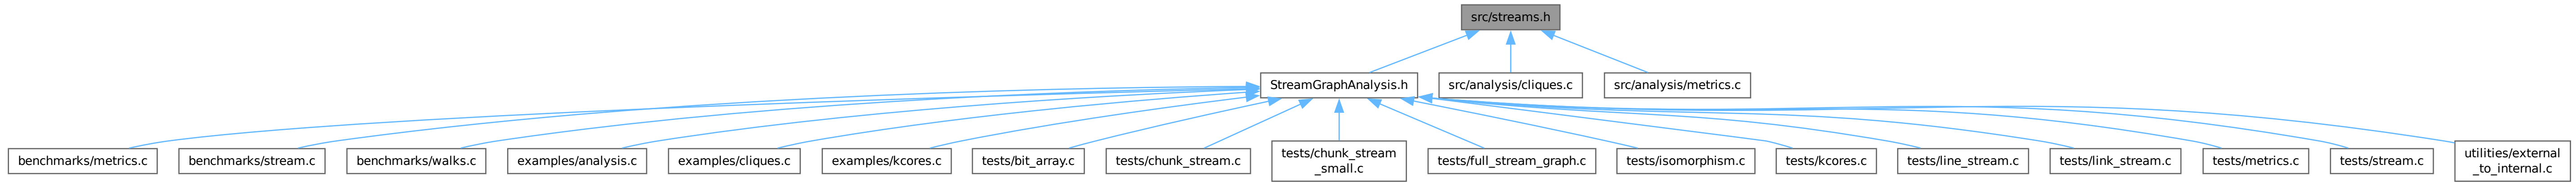 src/streams.h
StreamGraphAnalysis.h
src/analysis/cliques.c
src/analysis/metrics.c
benchmarks/metrics.c
benchmarks/stream.c
benchmarks/walks.c
examples/analysis.c
examples/cliques.c
examples/kcores.c
tests/bit_array.c
tests/chunk_stream.c
tests/chunk_stream
_small.c
tests/full_stream_graph.c
tests/isomorphism.c
tests/kcores.c
tests/line_stream.c
tests/link_stream.c
tests/metrics.c
tests/stream.c
utilities/external
_to_internal.c